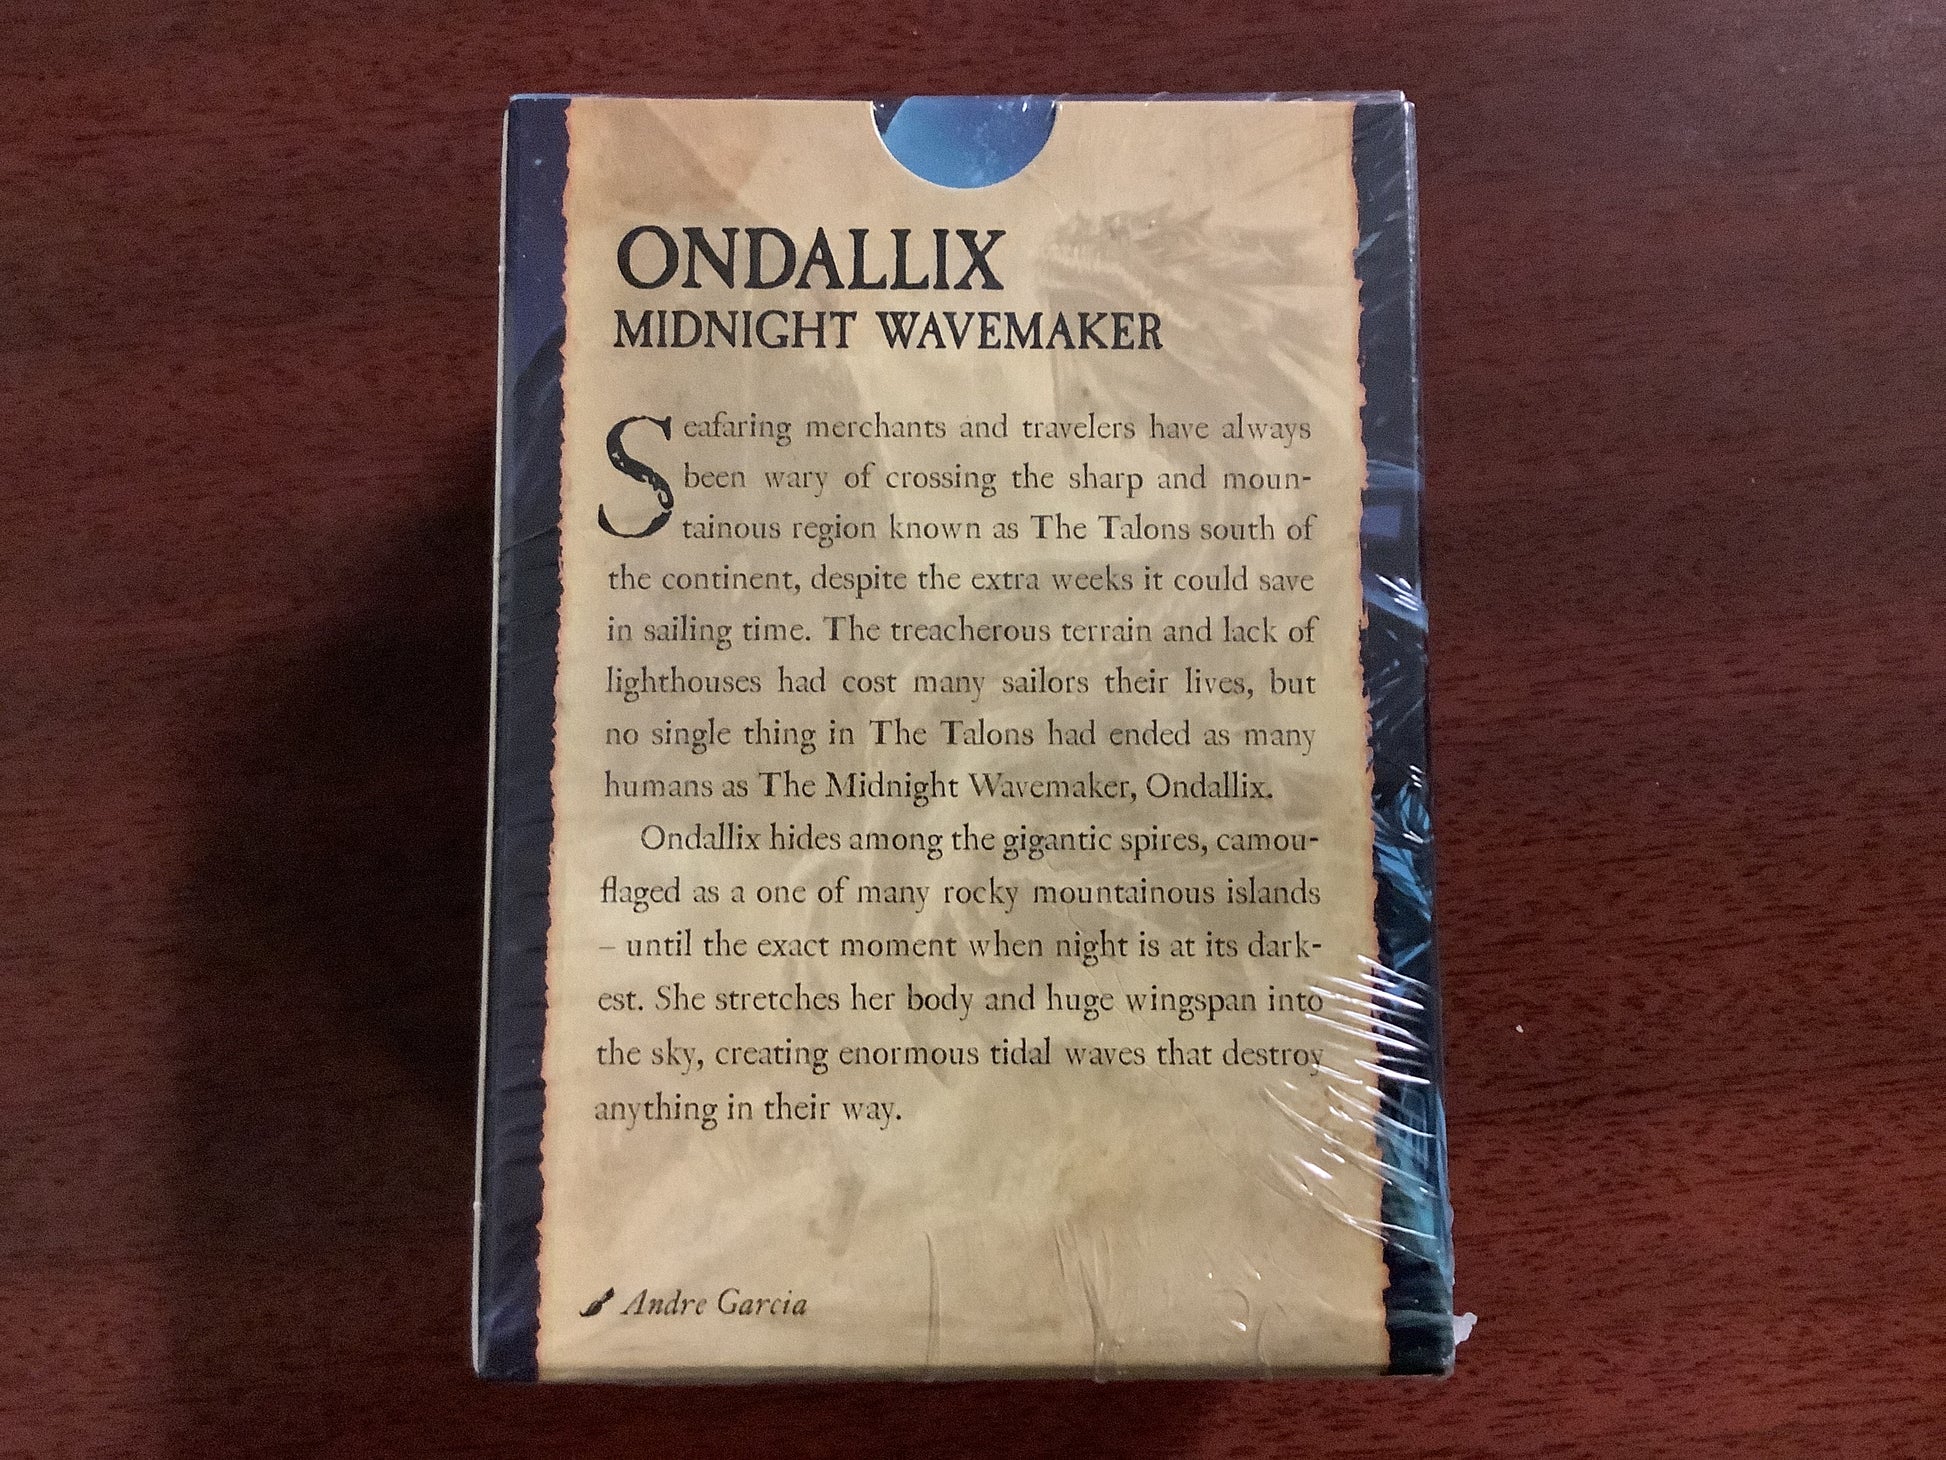 ONDALLIX
MIDNIGHT WAVEMAKER
Seafaring merchants and travelers have always
been wary of crossing the sharp and moun-
tainous region known as The Talons south of
the continent, despite the extra weeks it could save
in sailing time. The treacherous terrain and lack of
lighthouses had cost many sailors their lives, but
no single thing in The Talons had ended as many
humans as The Midnight Wavemaker, Ondallix.
Ondallix hides among the gigantic spires, camou-
flaged as a one of many rocky mountainous islands
– until the exact moment when night is at its dark-
est. She stretches her body and huge wingspan into
the sky, creating enormous tidal waves that destroy
anything in their way.
Andre Garcia